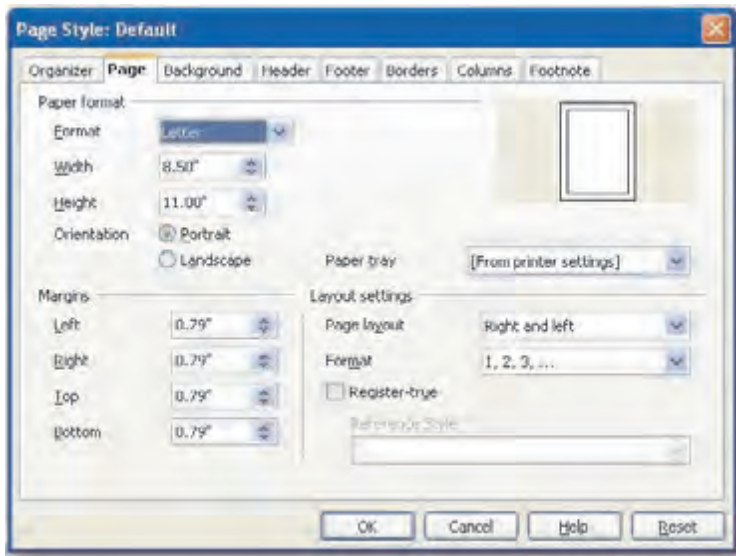 Page Style: Default
Organizer Page Background Header Footer Borders Columns Footnote
Paper format
Format Letter
Width 8.50"
Height 11.00"
Orientation Portrait
Landscape Paper tray [From printer settings]
Margins Layout settings
Left 0.79" Page layout Right and left
Right 0.79" Format 1, 2, 3, ...
Top 0.79" Register-true
Bottom 0.79" Reference Style
OK Cancel Help Reset